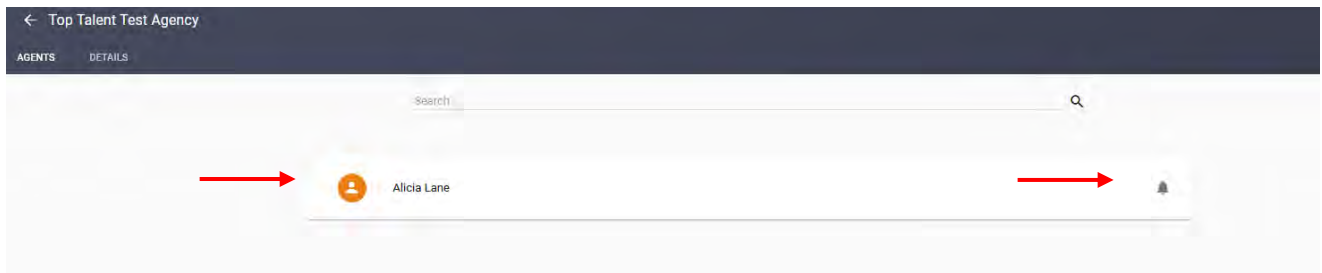 Top Talent Test Agency
AGENTS DETAILS
Search
Alicia Lane